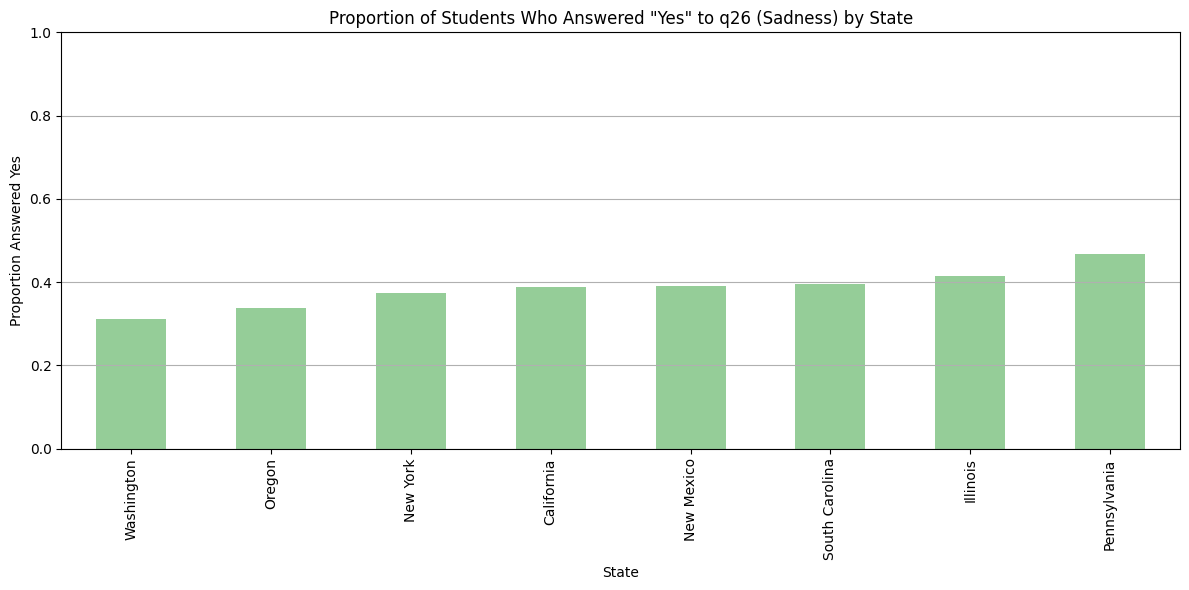 Proportion of Students Who Answered "Yes" to q26 (Sadness) by State
1.0
0.8
0.6
0.4
0.2
0.0
Proportion Answered Yes
Washington
Oregon
New York
California
New Mexico
South Carolina
Illinois
Pennsylvania
State